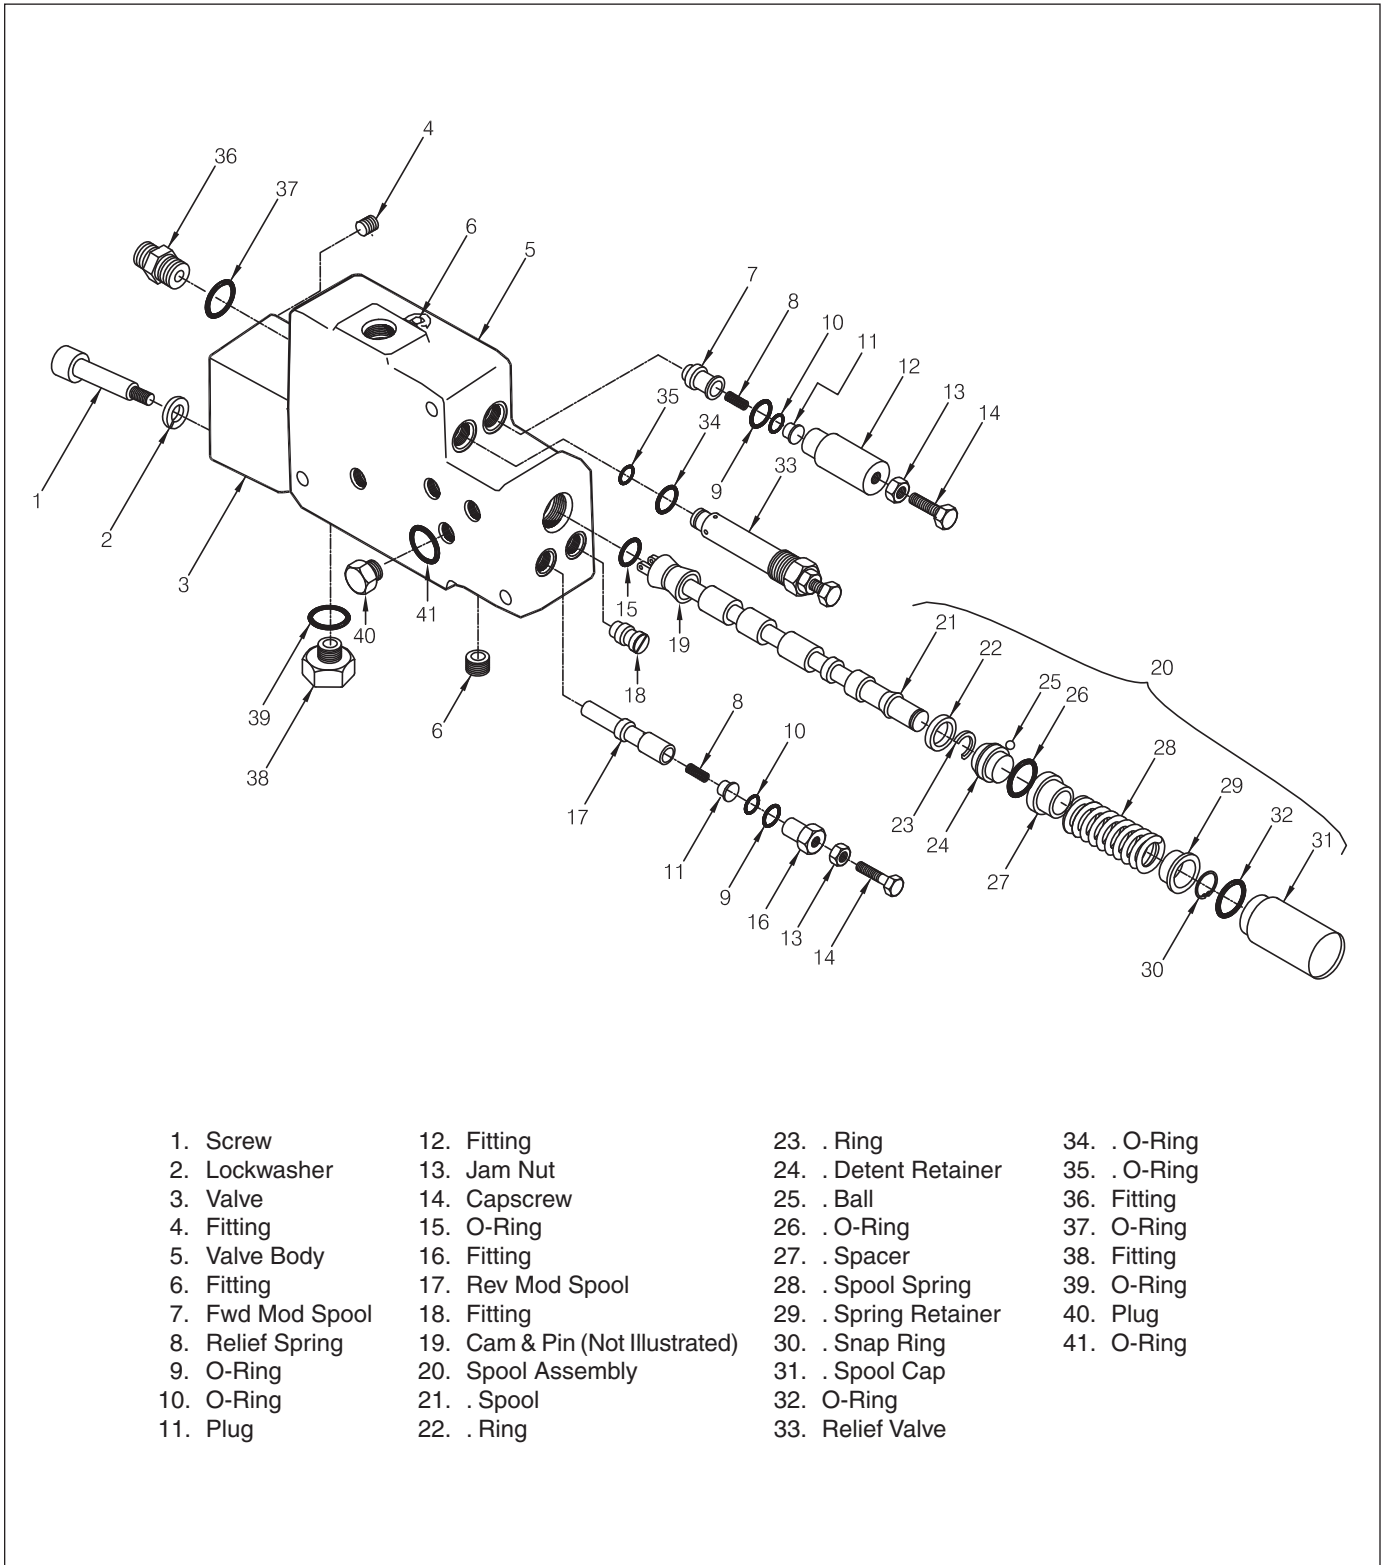 4
36
37
6
5
7
8
10
11
12
13
14
35
34
9
33
1
2
3
41
40
15
19
18
21
22
20
25
26
39
38
6
8
10
17
28
29
32
31
23
24
27
11
9
16
13
14
30
1. Screw
2. Lockwasher
3. Valve
4. Fitting
5. Valve Body
6. Fitting
7. Fwd Mod Spool
8. Relief Spring
9. O-Ring
10. O-Ring
11. Plug
12. Fitting
13. Jam Nut
14. Capscrew
15. O-Ring
16. Fitting
17. Rev Mod Spool
18. Fitting
19. Cam & Pin (Not Illustrated)
20. Spool Assembly
21. . Spool
22. . Ring
23. . Ring
24. . Detent Retainer
25. . Ball
26. . O-Ring
27. . Spacer
28. . Spool Spring
29. . Spring Retainer
30. . Snap Ring
31. . Spool Cap
32. O-Ring
33. Relief Valve
34. . O-Ring
35. . O-Ring
36. Fitting
37. O-Ring
38. Fitting
39. O-Ring
40. Plug
41. O-Ring